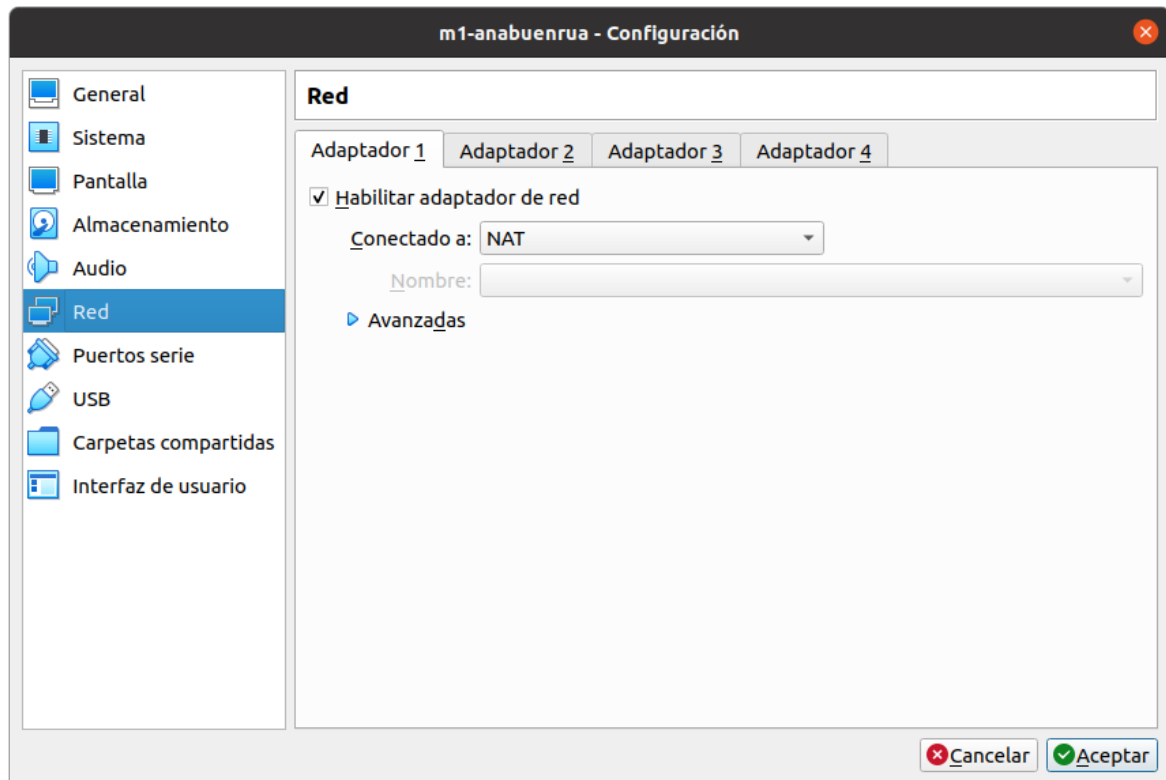 m1-anabuenrua - Configuración
General
Sistema
Pantalla
Almacenamiento
Audio
Red
Puertos serie
USB
Carpetas compartidas
Interfaz de usuario
Red
Adaptador 1 Adaptador 2 Adaptador 3 Adaptador 4
Habilitar adaptador de red
Conectado a: NAT
Nombre:
Avanzadas
Cancelar Aceptar